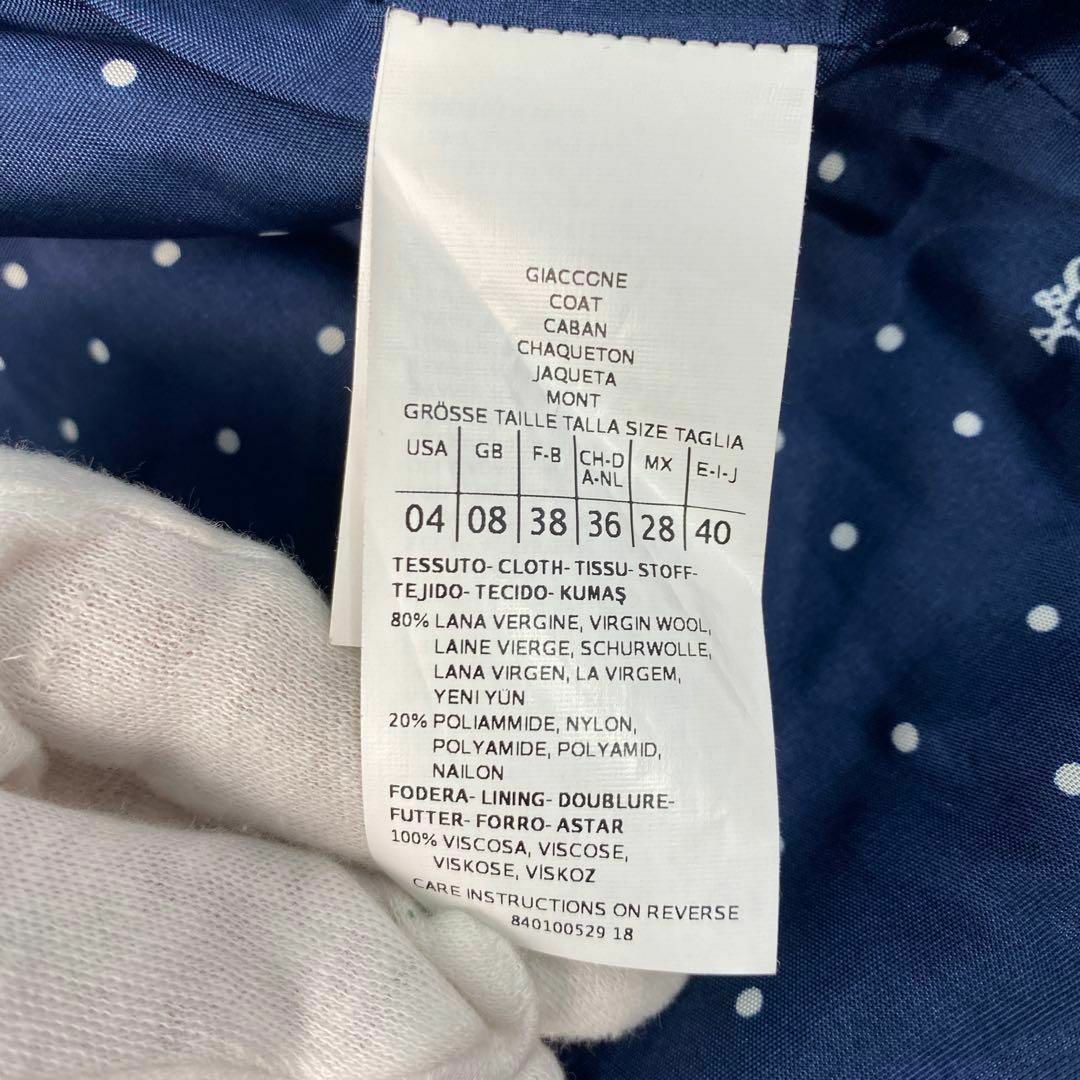 GIACCONE
COAT
CABAN
CHAQUETON
JAQUETA
MONT
GRÖSSE TAILLE TALLA SIZE TAGLIA
USA GB F-B CH-D A-NL MX E-I-J
04 08 38 36 28 40
TESSUTO- CLOTH- TISSU- STOFF-
TEJIDO- TECIDO- KUMAŞ
80% LANA VERGINE, VIRGIN WOOL,
LAINE VIERGE, SCHURWOLLE,
LANA VIRGEN, LA VIRGEM,
YENI YÜN
20% POLIAMMIDE, NYLON,
POLYAMIDE, POLYAMID,
NAILON
FODERA- LINING- DOUBLURE-
FUTTER- FORRO- ASTAR
100% VISCOSA, VISCOSE,
VISKOSE, VİSKOZ
CARE INSTRUCTIONS ON REVERSE
840100529 18